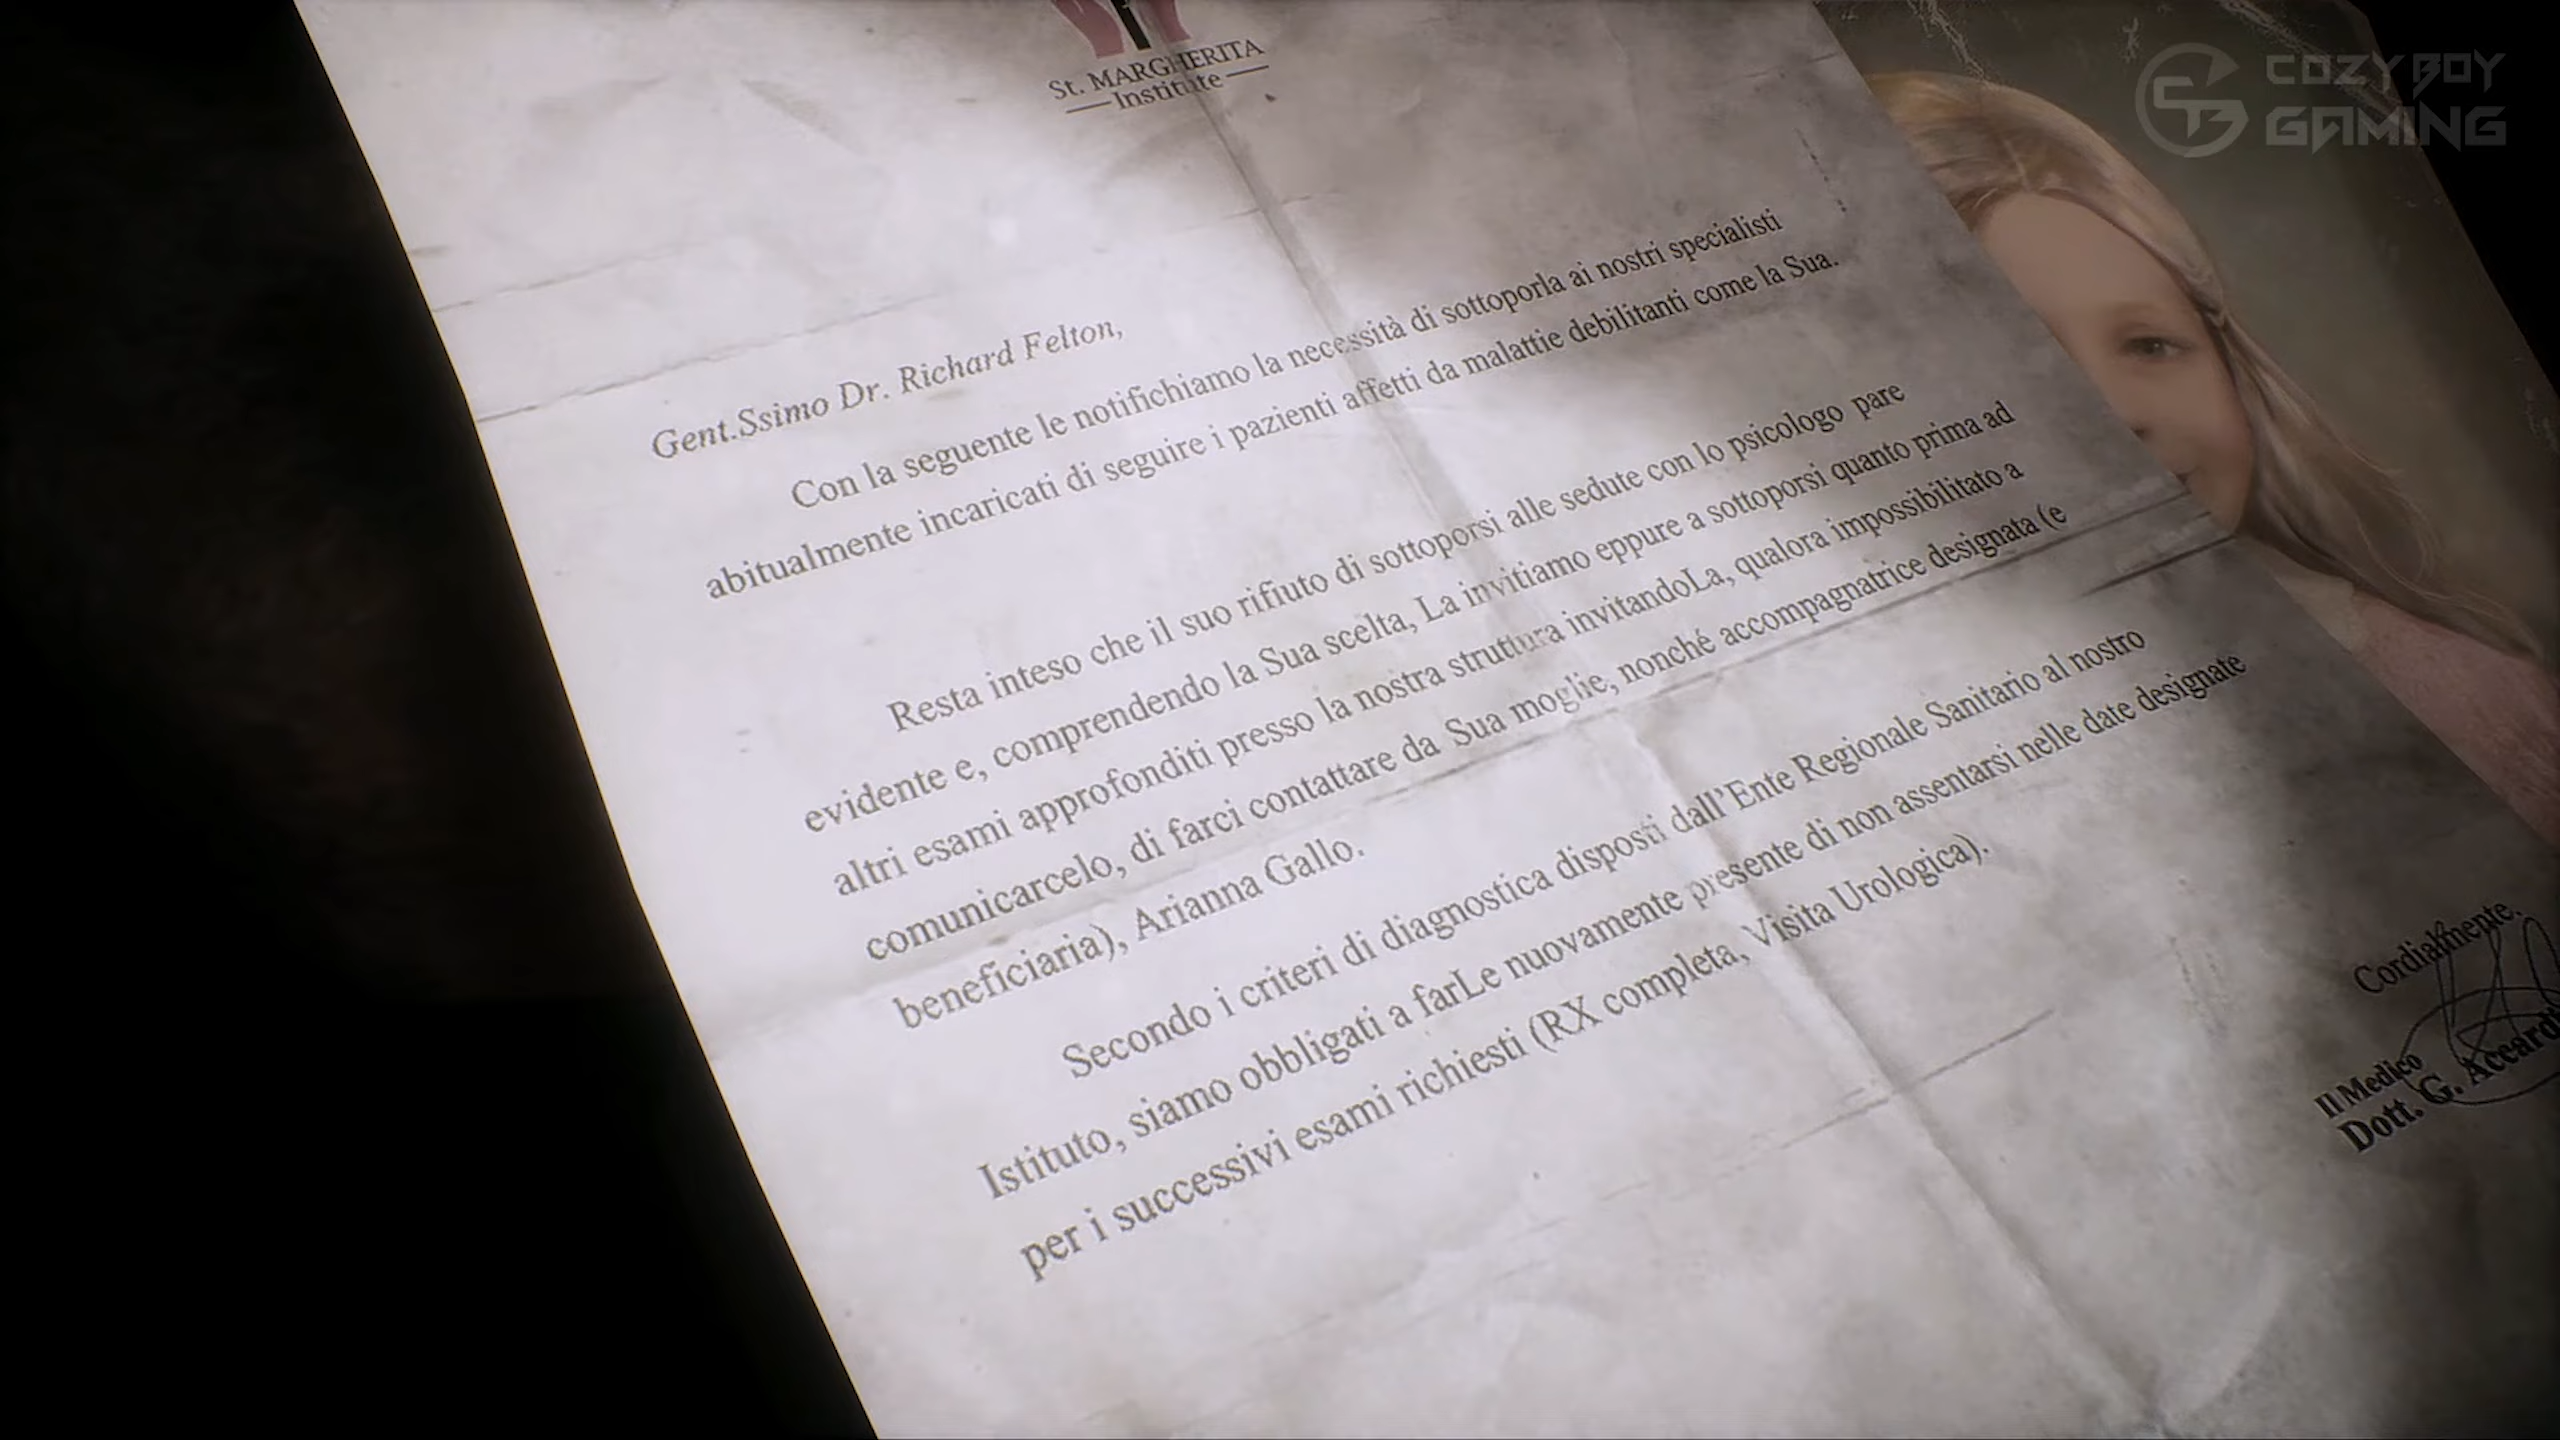 St. MARGHERITA
Institute
COZY BOY
GAMING
Gent.Ssimo Dr. Richard Felton,
Con la seguente le notifichiamo la necessità di sottoporla ai nostri specialisti
abitualmente incaricati di seguire i pazienti affetti da malattie debilitanti come la Sua.
Resta inteso che il suo rifiuto di sottoporsi alle sedute con lo psicologo pare
evidente e, comprendendo la Sua scelta, La invitiamo eppure a sottoporsi quanto prima ad
altri esami approfonditi presso la nostra struttura invitandoLa, qualora impossibilitato a
comunicarcelo, di farci contattare da Sua moglie, nonché accompagnatrice designata (e
beneficiaria), Arianna Gallo.
Secondo i criteri di diagnostica disposti dall'Ente Regionale Sanitario al nostro
Istituto, siamo obbligati a farLe nuovamente presente di non assentarsi nelle date designate
per i successivi esami richiesti (RX completa, Visita Urologica).
Cordialmente,
Il Medico
Dott. G. Accardi